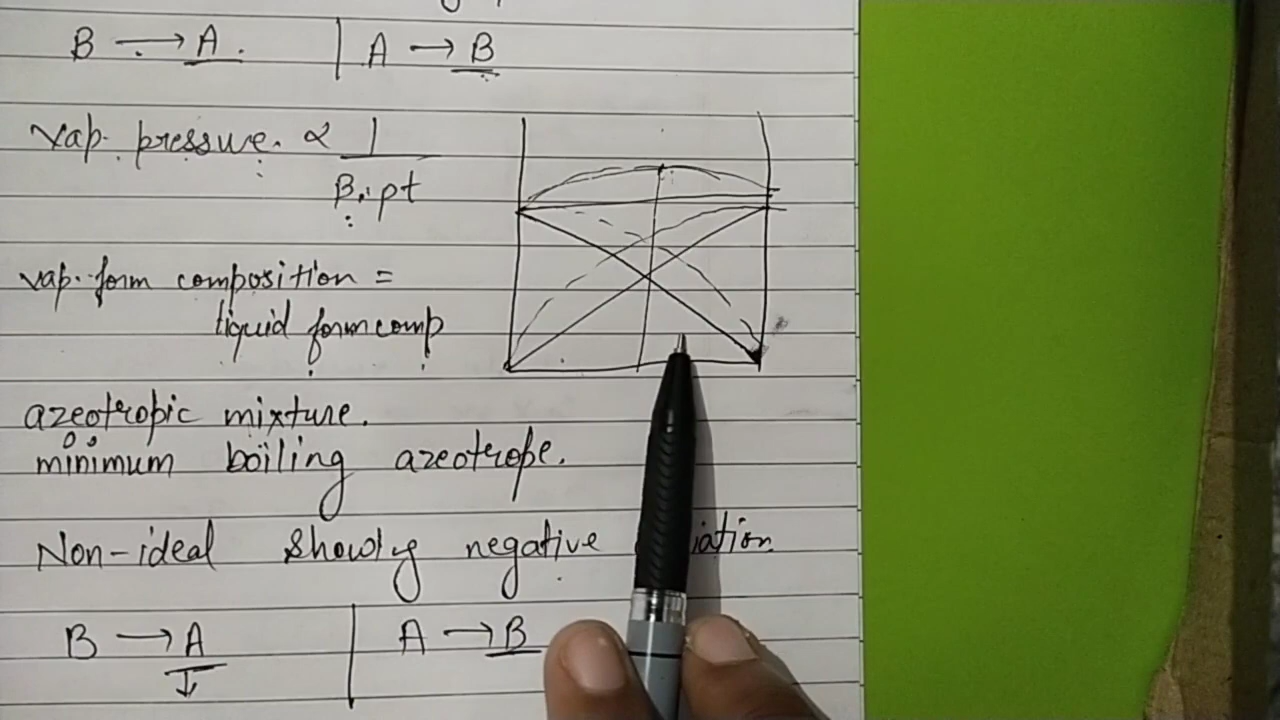 B → A. | A → B
Vap. pressure. ∝ 1
B.pt
vap. form composition =
liquid form comp
azeotropic mixture.
minimum boiling azeotrope.
Non-ideal showing negative
B → A | A → B
↓